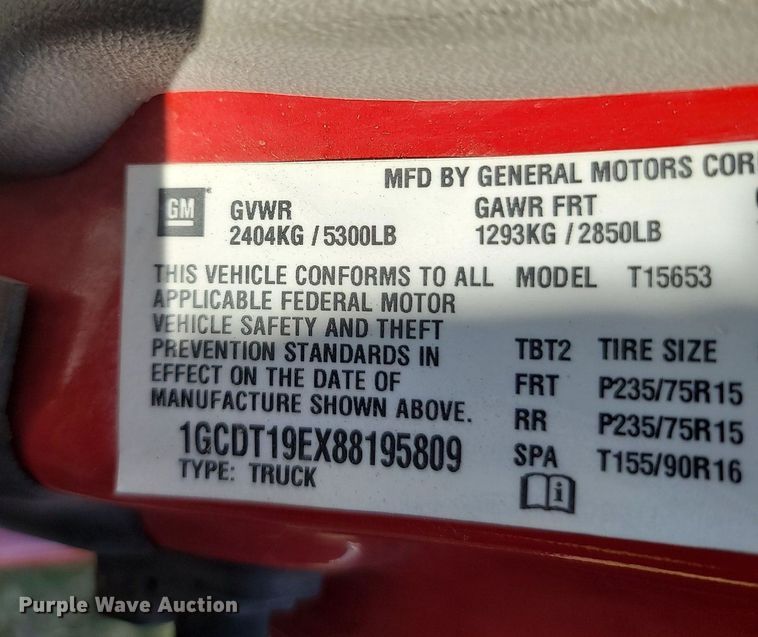 MFD BY GENERAL MOTORS COR
GM
GVWR
2404KG / 5300LB
GAWR FRT
1293KG / 2850LB
THIS VEHICLE CONFORMS TO ALL
APPLICABLE FEDERAL MOTOR
VEHICLE SAFETY AND THEFT
PREVENTION STANDARDS IN
EFFECT ON THE DATE OF
MANUFACTURE SHOWN ABOVE.
1GCDT19EX88195809
TYPE: TRUCK
MODEL T15653
TBT2 TIRE SIZE
FRT P235/75R15
RR P235/75R15
SPA T155/90R16
i
Purple Wave Auction